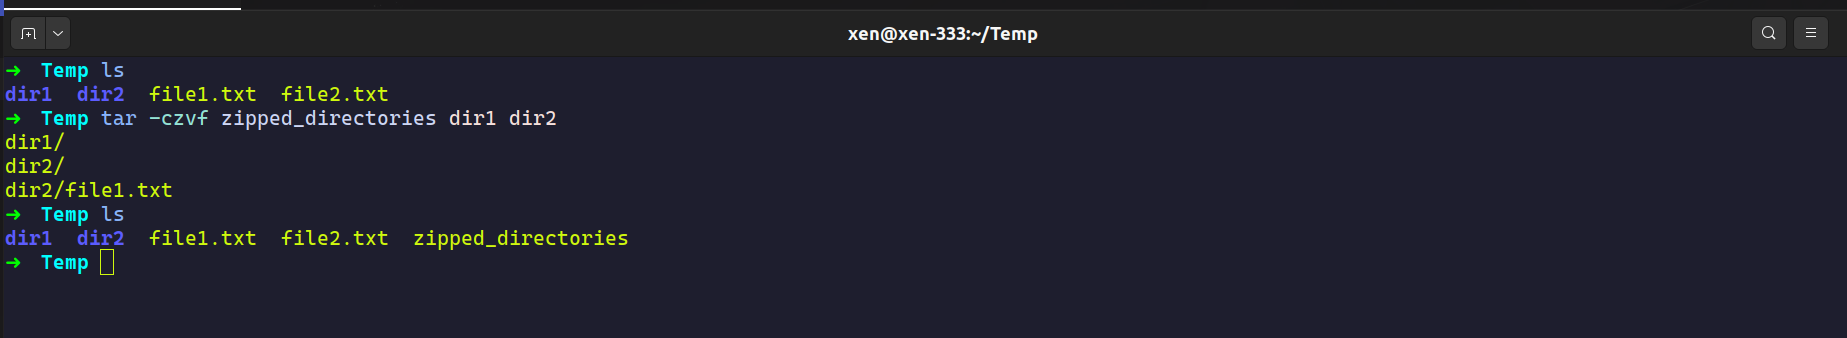 xen@xen-333:~/Temp
➜  Temp ls
dir1  dir2  file1.txt  file2.txt
➜  Temp tar -czvf zipped_directories dir1 dir2
dir1/
dir2/
dir2/file1.txt
➜  Temp ls
dir1  dir2  file1.txt  file2.txt  zipped_directories
➜  Temp